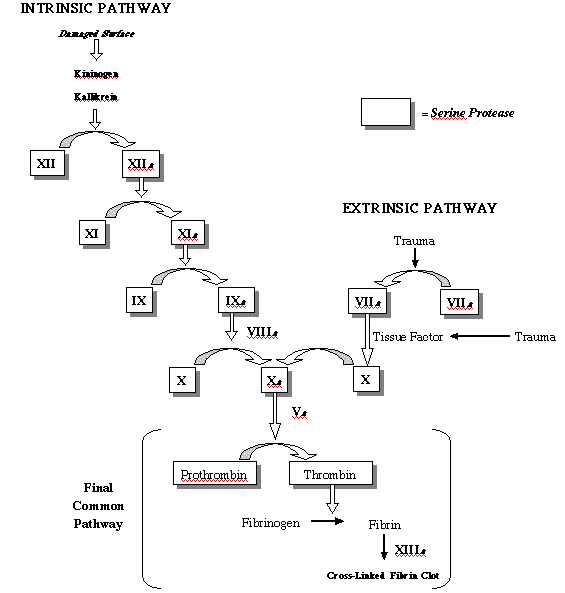 INTRINSIC PATHWAY
Damaged Surface
Kininogen
Kallikrein
= Serine Protease
XII
XIIa
XI
XIa
EXTRINSIC PATHWAY
Trauma
IX
IXa
VIIa
VIIa
VIIIa
Tissue Factor
Trauma
X
Xa
X
Va
Prothrombin
Thrombin
Final
Common
Pathway
Fibrinogen
Fibrin
XIIIa
Cross-Linked Fibrin Clot